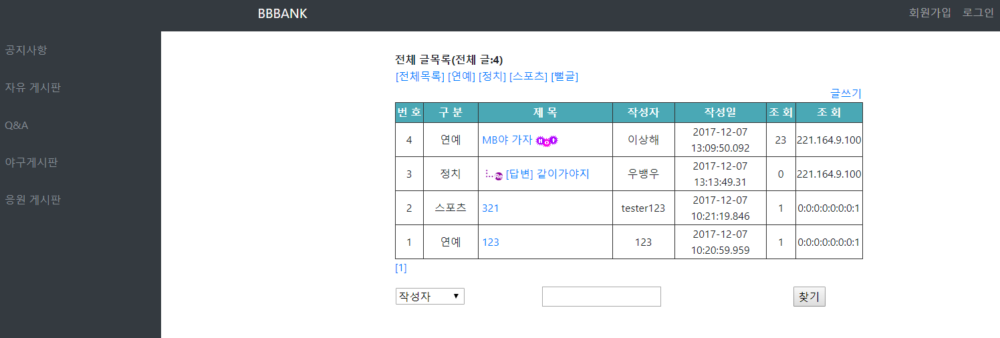 BBBANK
회원가입 로그인
공지사항
자유 게시판
Q&A
야구게시판
응원 게시판
전체 글목록(전체 글:4)
[전체목록] [연예] [정치] [스포츠] [뻘글]
글쓰기
번 호 구 분 제 목 작성자 작성일 조 회 조 회
4 연예 MB야 가자 HOT 이상해 2017-12-07 13:09:50.092 23 221.164.9.100
3 정치 Re [답변] 같이가야지 우뱅우 2017-12-07 13:13:49.31 0 221.164.9.100
2 스포츠 321 tester123 2017-12-07 10:21:19.846 1 0:0:0:0:0:0:0:1
1 연예 123 123 2017-12-07 10:20:59.959 1 0:0:0:0:0:0:0:1
[1]
작성자 찾기